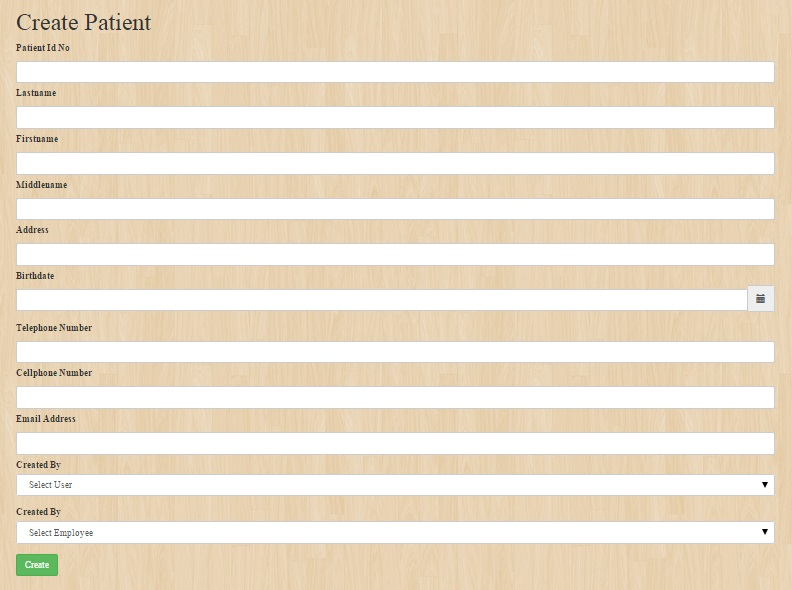 Create Patient
Patient Id No
Lastname
Firstname
Middlename
Address
Birthdate
Telephone Number
Cellphone Number
Email Address
Created By
Select User
Created By
Select Employee
Create